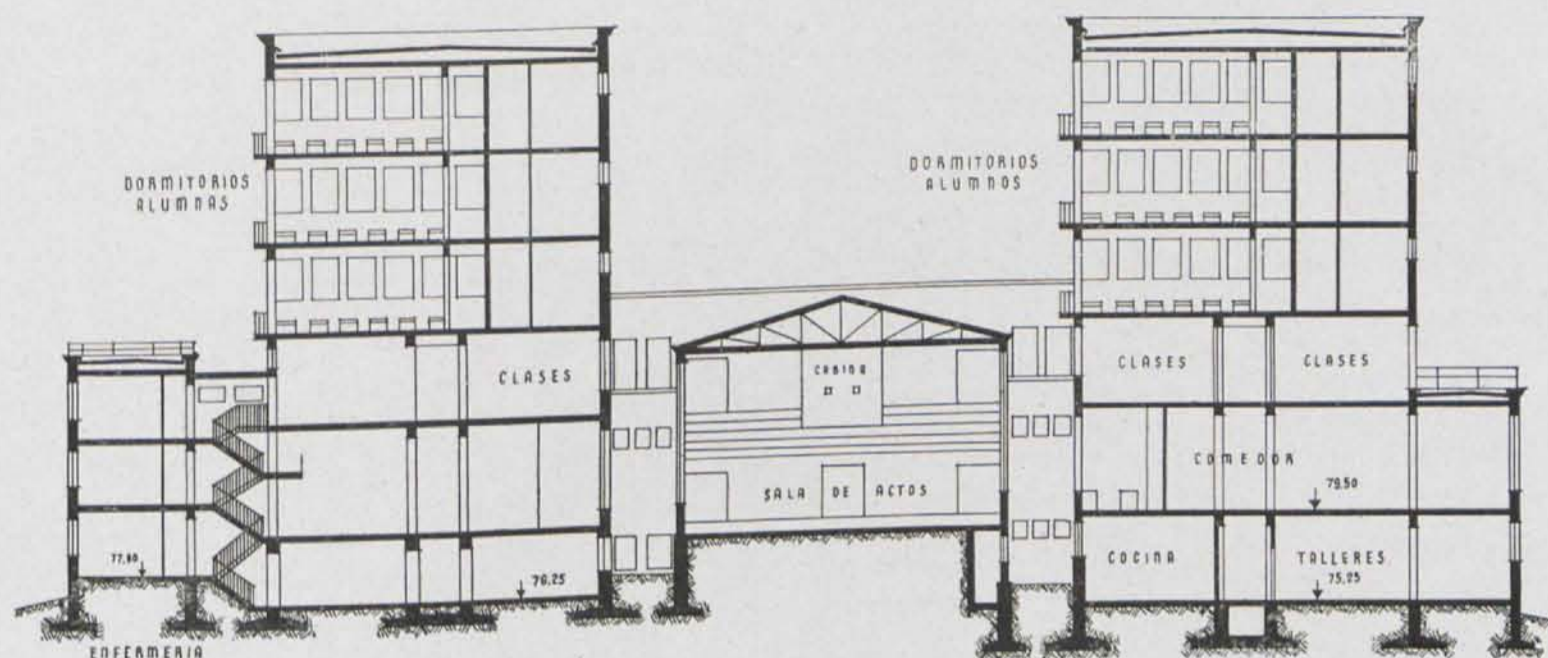 DORMITORIOS
ALUMNAS
DORMITORIOS
ALUMNOS
CLASES
CABINA
CLASES
CLASES
COMEDOR
79,50
SALA DE ACTOS
77,80
76,25
COCINA
TALLERES
75,25
ENFERMERIA